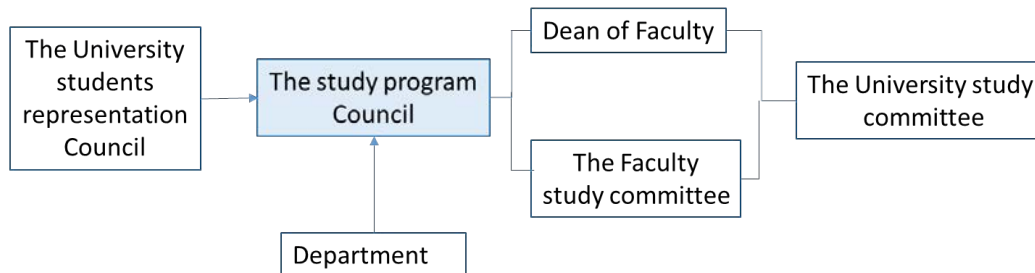 The University
students
representation
Council
The study program
Council
Dean of Faculty
The Faculty
study committee
The University study
committee
Department